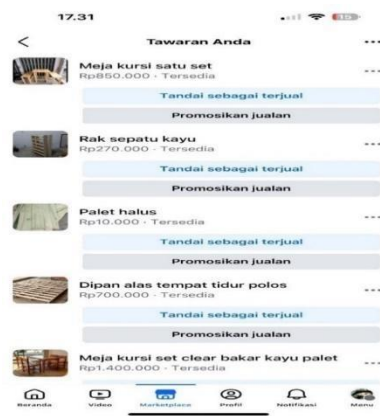 17.31
15
Tawaran Anda
Meja kursi satu set
Rp850.000 · Tersedia
Tandai sebagai terjual
Promosikan jualan
Rak sepatu kayu
Rp270.000 · Tersedia
Tandai sebagai terjual
Promosikan jualan
Palet halus
Rp10.000 · Tersedia
Tandai sebagai terjual
Promosikan jualan
Dipan alas tempat tidur polos
Rp700.000 · Tersedia
Tandai sebagai terjual
Promosikan jualan
Meja kursi set clear bakar kayu palet
Rp1.400.000 · Tersedia
Beranda Video Marketplace Profil Notifikasi Menu